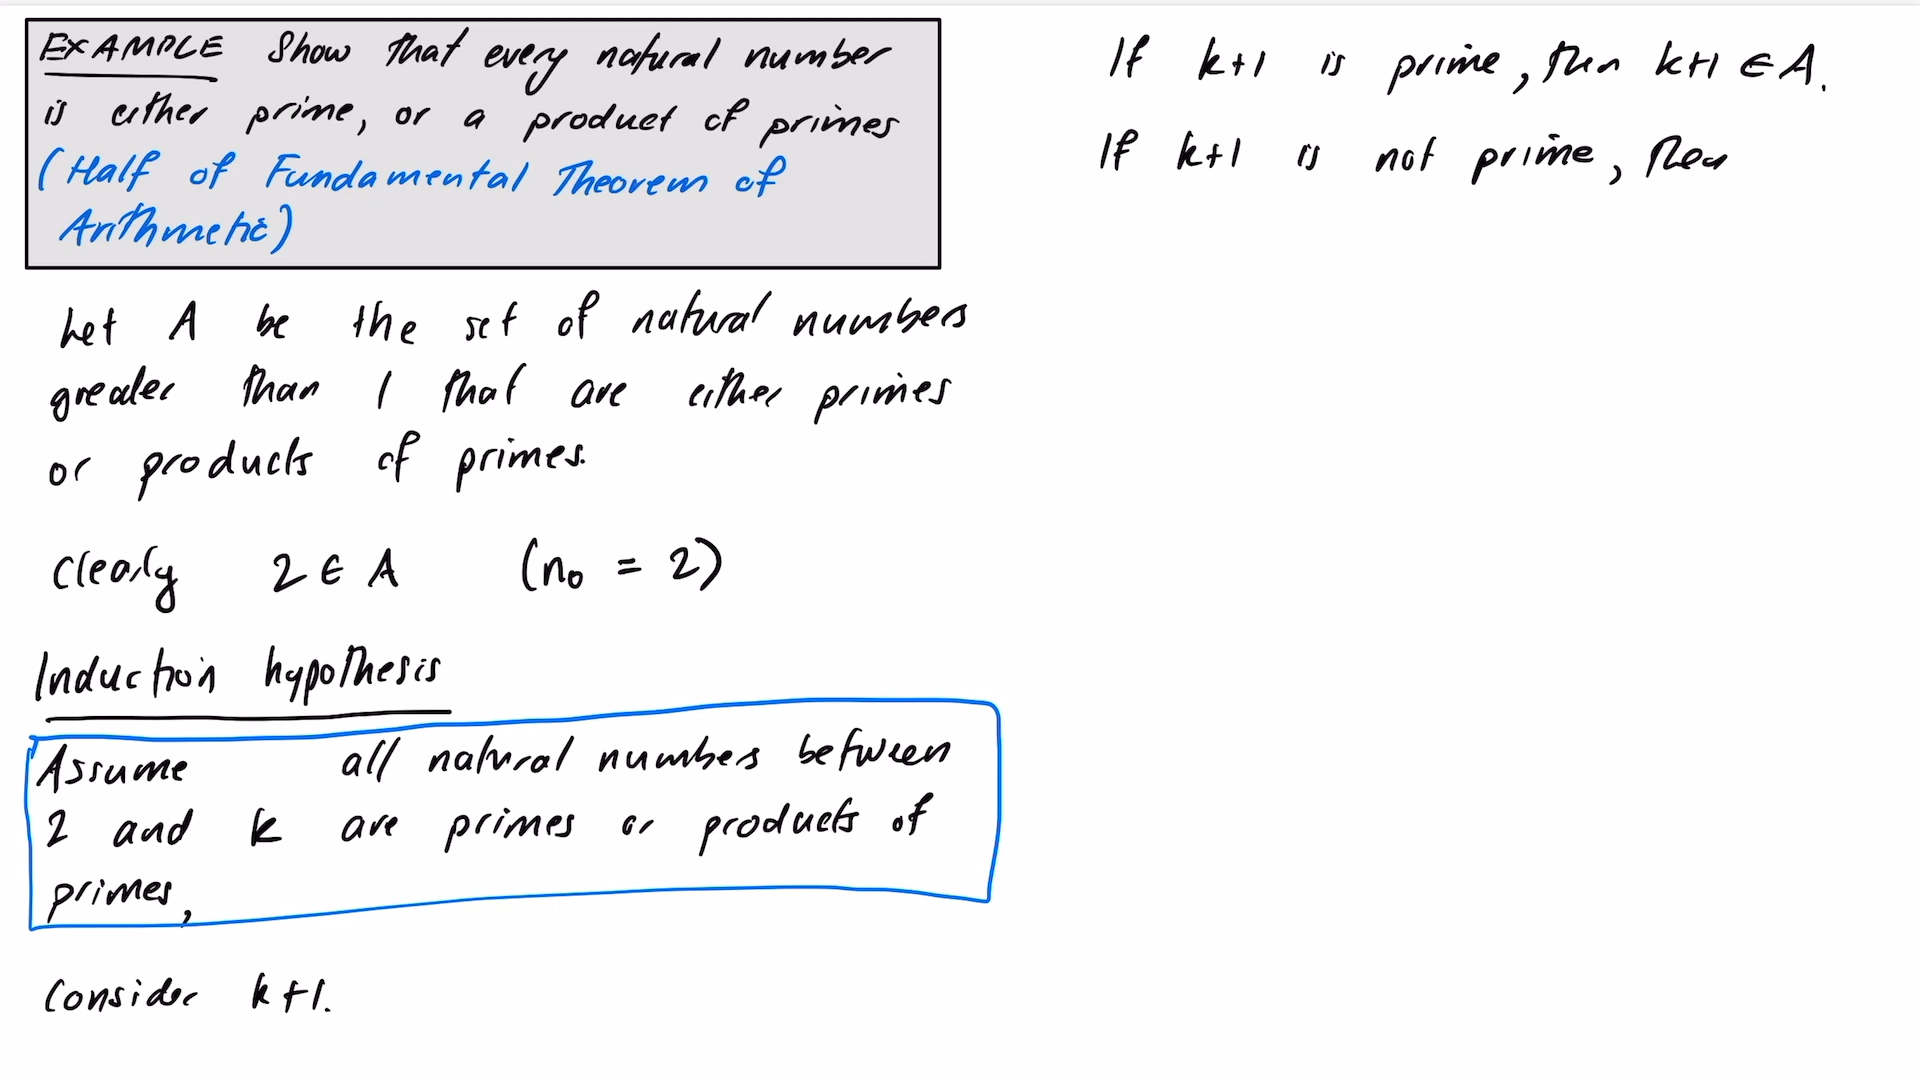 EXAMPLE Show that every natural number
is either prime, or a product of primes
(Half of Fundamental Theorem of
Arithmetic)
Let A be the set of natural numbers
greater than 1 that are either primes
or products of primes.
Clearly 2 ∈ A (n₀ = 2)
Induction hypothesis
Assume all natural numbers between
2 and k are primes or products of
primes,
Consider k+1.
If k+1 is prime, then k+1 ∈ A.
If k+1 is not prime, then